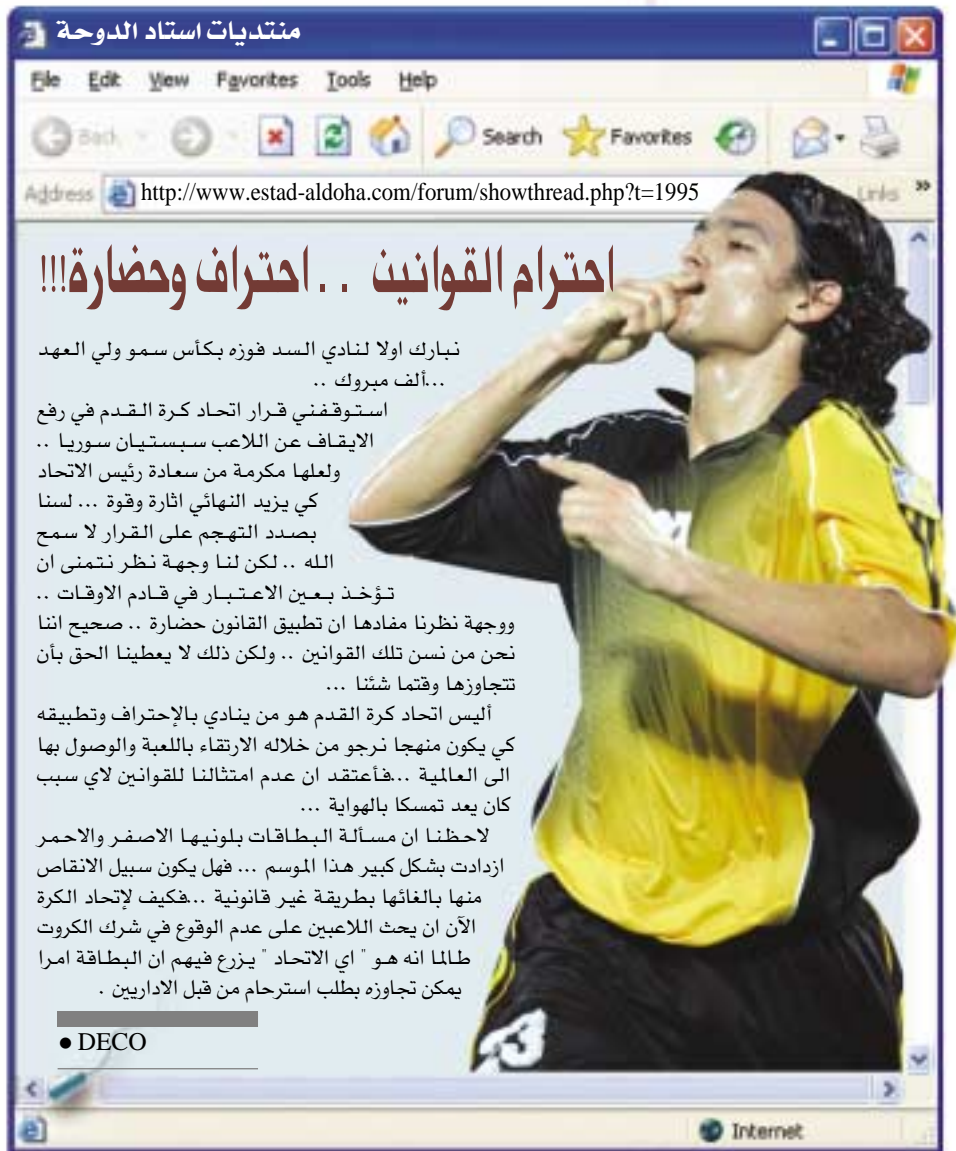 منتديات استاد الدوحة
File Edit View Favorites Tools Help
Back Search Favorites
Address http://www.estad-aldoha.com/forum/showthread.php?t=1995 Links »
احترام القوانين .. احتراف وحضارة!!!
نبارك اولا لنادي السد فوزه بكأس سمو ولي العهد
...ألف مبروك ..
استوقفني قرار اتحاد كرة القدم في رفع
الايقاف عن اللاعب سبستيان سوريا ..
ولعلها مكرمة من سعادة رئيس الاتحاد
كي يزيد النهائي اثارة وقوة ... لسنا
بصدد التهجم على القرار لا سمح
الله .. لكن لنا وجهة نظر نتمنى ان
تؤخذ بعين الاعتبار في قادم الاوقات ..
ووجهة نظرنا مفادها ان تطبيق القانون حضارة .. صحيح اننا
نحن من نسن تلك القوانين .. ولكن ذلك لا يعطينا الحق بأن
نتجاوزها وقتما شئنا ...
أليس اتحاد كرة القدم هو من ينادي بالإحتراف وتطبيقه
كي يكون منهجا نرجو من خلاله الارتقاء باللعبة والوصول بها
الى العالمية ...فأعتقد ان عدم امتثالنا للقوانين لاي سبب
كان يعد تمسكا بالهواية ...
لاحظنا ان مسألة البطاقات بلونيها الاصفر والاحمر
ازدادت بشكل كبير هذا الموسم ... فهل يكون سبيل الانقاص
منها بالغائها بطريقة غير قانونية ...فكيف لإتحاد الكرة
الآن ان يحث اللاعبين على عدم الوقوع في شرك الكروت
طالما انه هو " اي الاتحاد " يزرع فيهم ان البطاقة امرا
يمكن تجاوزه بطلب استرحام من قبل الاداريين .
● DECO
23
Internet